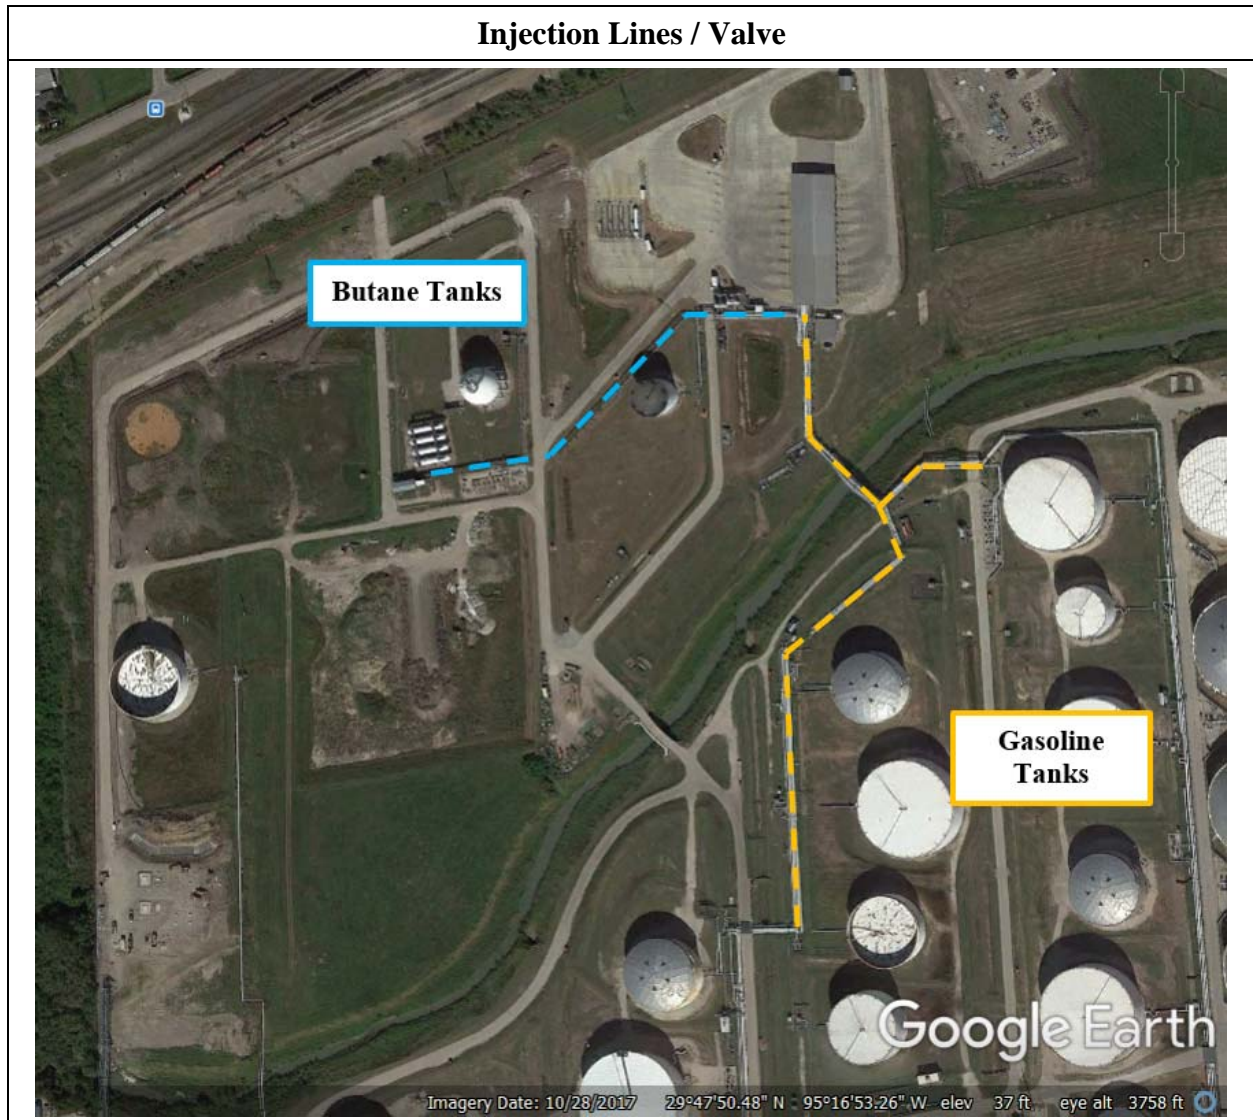 Injection Lines / Valve
Butane Tanks
Gasoline
Tanks
Google Earth
Imagery Date: 10/28/2017 29°47'50.48" N 95°16'53.26" W elev 37 ft eye alt 3758 ft